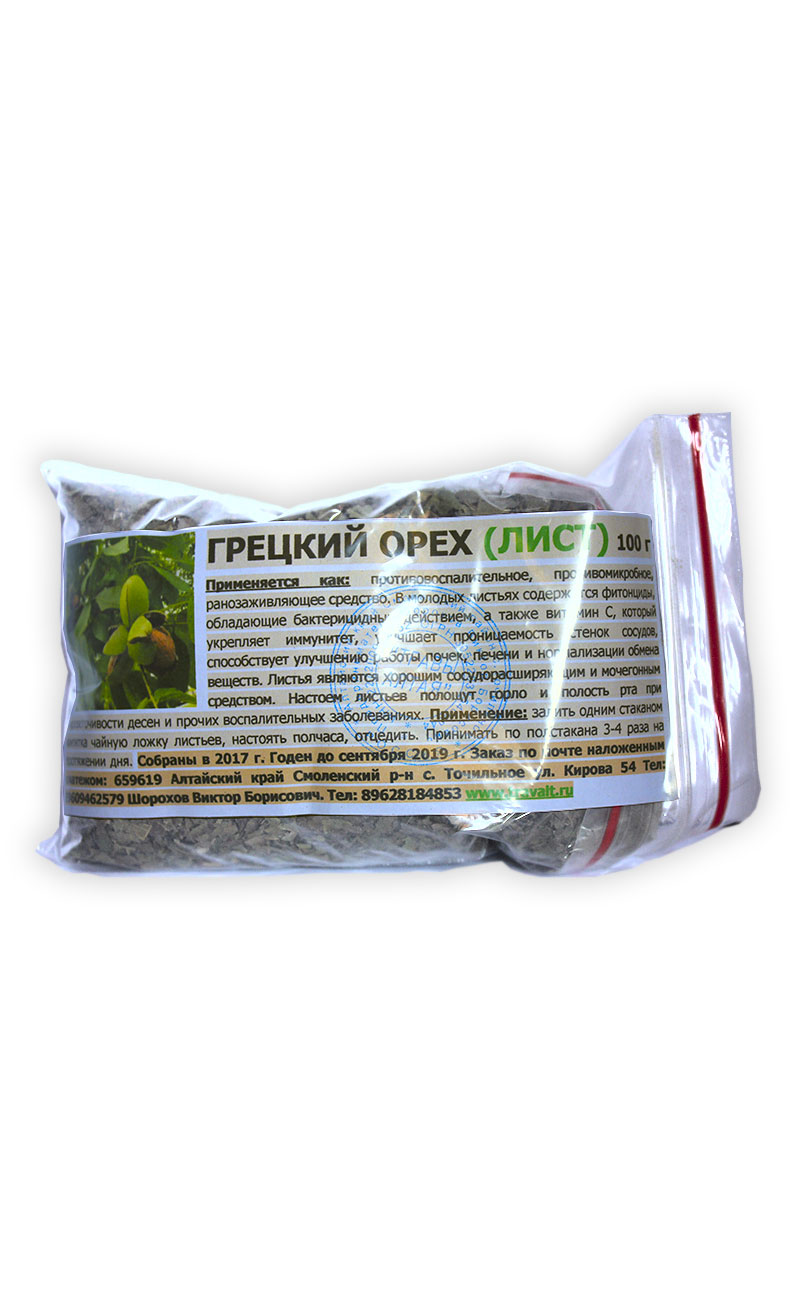 ГРЕЦКИЙ ОРЕХ (ЛИСТ) 100 г
Применяется как: противовоспалительное, противомикробное,
ранозаживляющее средство. В молодых листьях содержатся фитонциды,
обладающие бактерицидным действием, а также витамин С, который
укрепляет иммунитет, улучшает проницаемость стенок сосудов,
способствует улучшению работы почек, печени и нормализации обмена
веществ. Листья являются хорошим сосудорасширяющим и мочегонным
средством. Настоем листьев полощут горло и полость рта при
десен и прочих воспалительных заболеваниях. Применение: залить одним стаканом
чайную ложку листьев, настоять полчаса, отцедить. Принимать по полстакана 3-4 раза на
дня. Собраны в 2017 г. Годен до сентября 2019 г. Заказ по почте наложенным
659619 Алтайский край Смоленский р-н с. Точильное ул. Кирова 54 Тел:
609462579 Шорохов Виктор Борисович. Тел: 89628184853